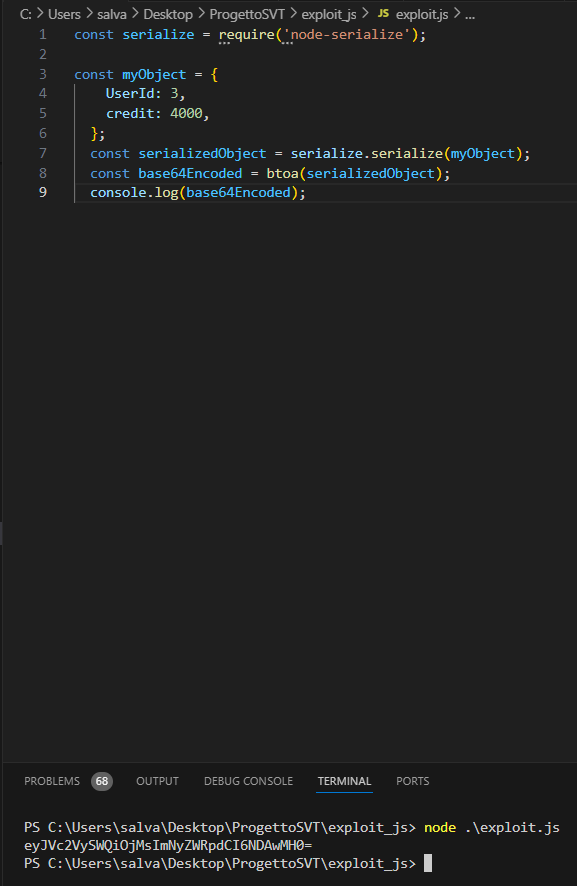 C: > Users > salva > Desktop > ProgettoSVT > exploit_js > JS exploit.js > ...
1 const serialize = require('node-serialize');
2
3 const myObject = {
4 UserId: 3,
5 credit: 4000,
6 };
7 const serializedObject = serialize.serialize(myObject);
8 const base64Encoded = btoa(serializedObject);
9 console.log(base64Encoded);
PROBLEMS 68 OUTPUT DEBUG CONSOLE TERMINAL PORTS
PS C:\Users\salva\Desktop\ProgettoSVT\exploit_js> node .\exploit.js
eyJVc2VySWQiOjMsImNyZWRpdCI6NDAwMH0=
PS C:\Users\salva\Desktop\ProgettoSVT\exploit_js>